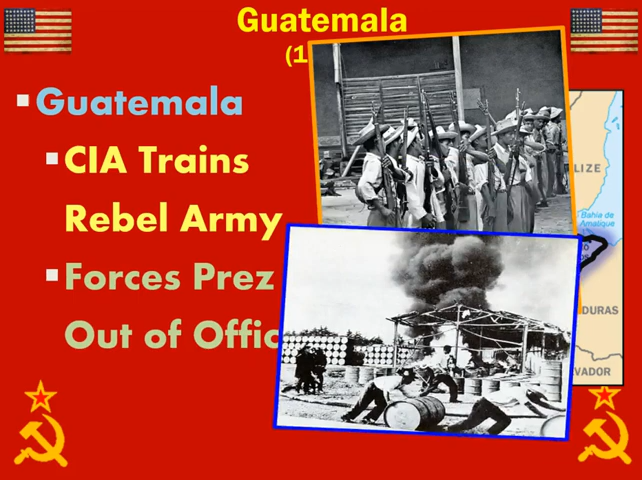 Guatemala
(1
Guatemala
CIA Trains
Rebel Army
Forces Prez
Out of Offic
LIZE
Bahía de
Amatique
DURAS
VADOR